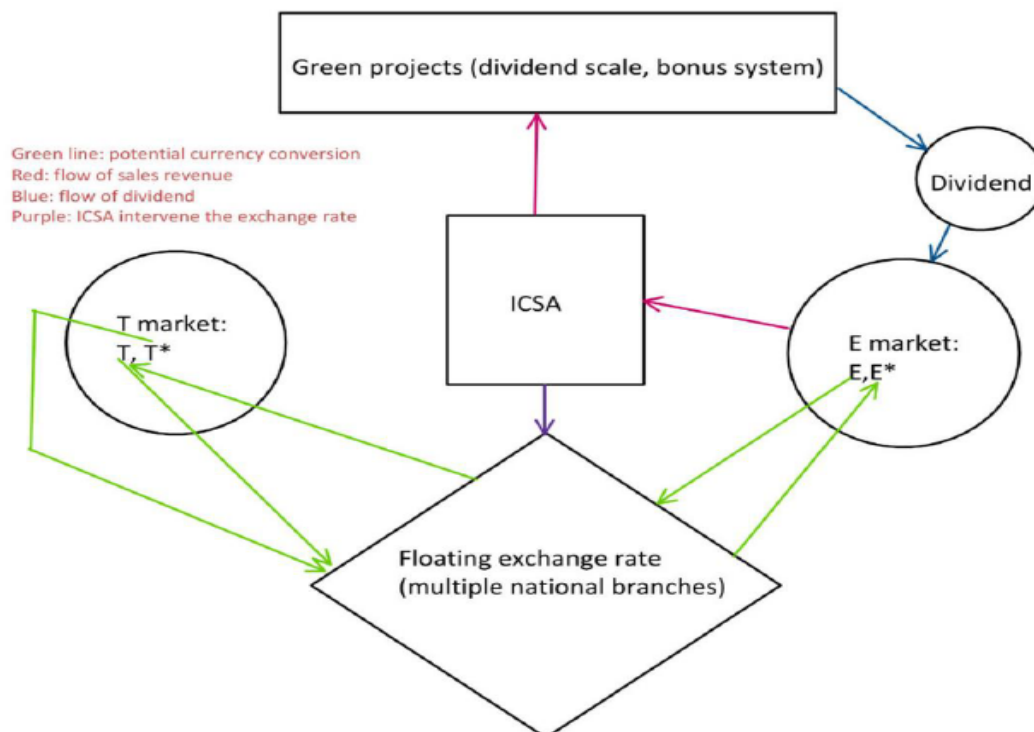 Green projects (dividend scale, bonus system)
Green line: potential currency conversion
Red: flow of sales revenue
Blue: flow of dividend
Purple: ICSA intervene the exchange rate
Dividend
ICSA
T market:
T, T*
E market:
E,E*
Floating exchange rate
(multiple national branches)